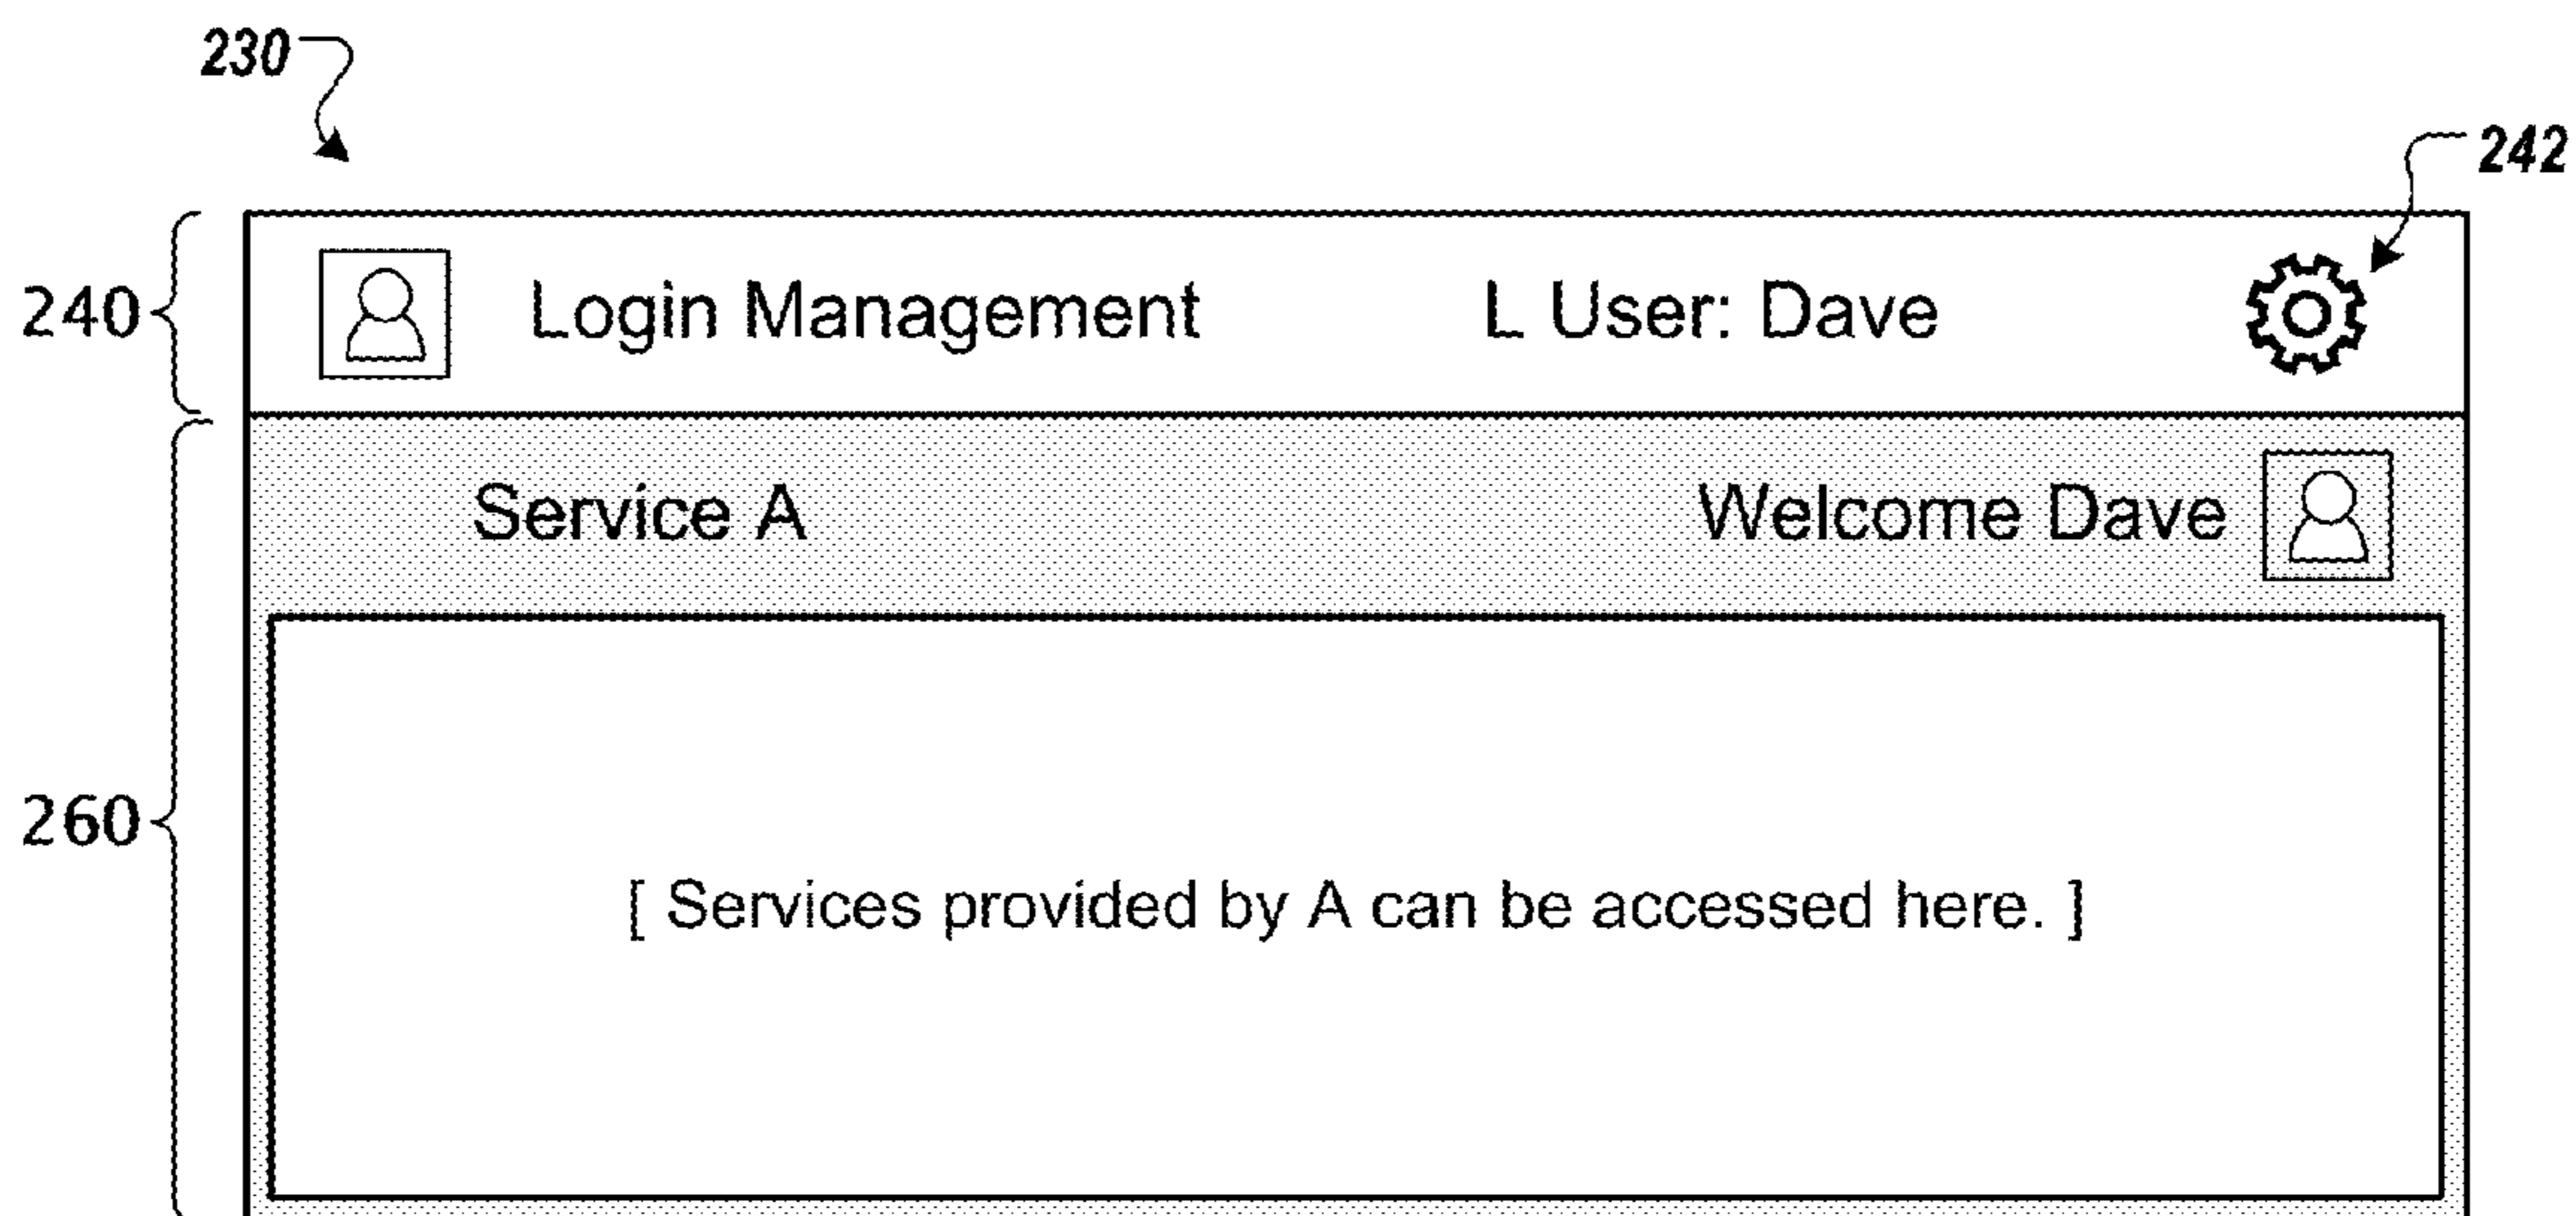 230
242
240 Login Management L User: Dave
Service A Welcome Dave
260
[ Services provided by A can be accessed here. ]